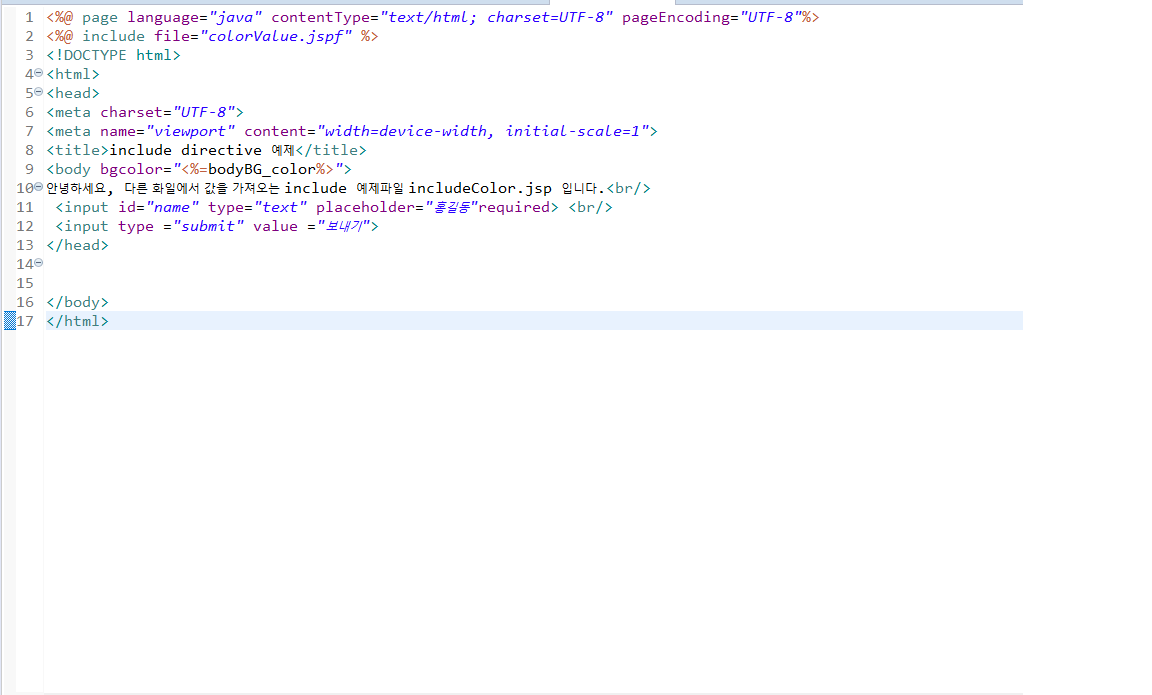 1 <%@ page language="java" contentType="text/html; charset=UTF-8" pageEncoding="UTF-8"%>
2 <%@ include file="colorValue.jspf" %>
3 <!DOCTYPE html>
4 <html>
5 <head>
6 <meta charset="UTF-8">
7 <meta name="viewport" content="width=device-width, initial-scale=1">
8 <title>include directive 예제</title>
9 <body bgcolor="<%=bodyBG_color%>">
10 안녕하세요, 다른 화일에서 값을 가져오는 include 예제파일 includeColor.jsp 입니다.<br/>
11 <input id="name" type="text" placeholder="홍길동"required> <br/>
12 <input type ="submit" value ="보내기">
13 </head>
14
15
16 </body>
17 </html>